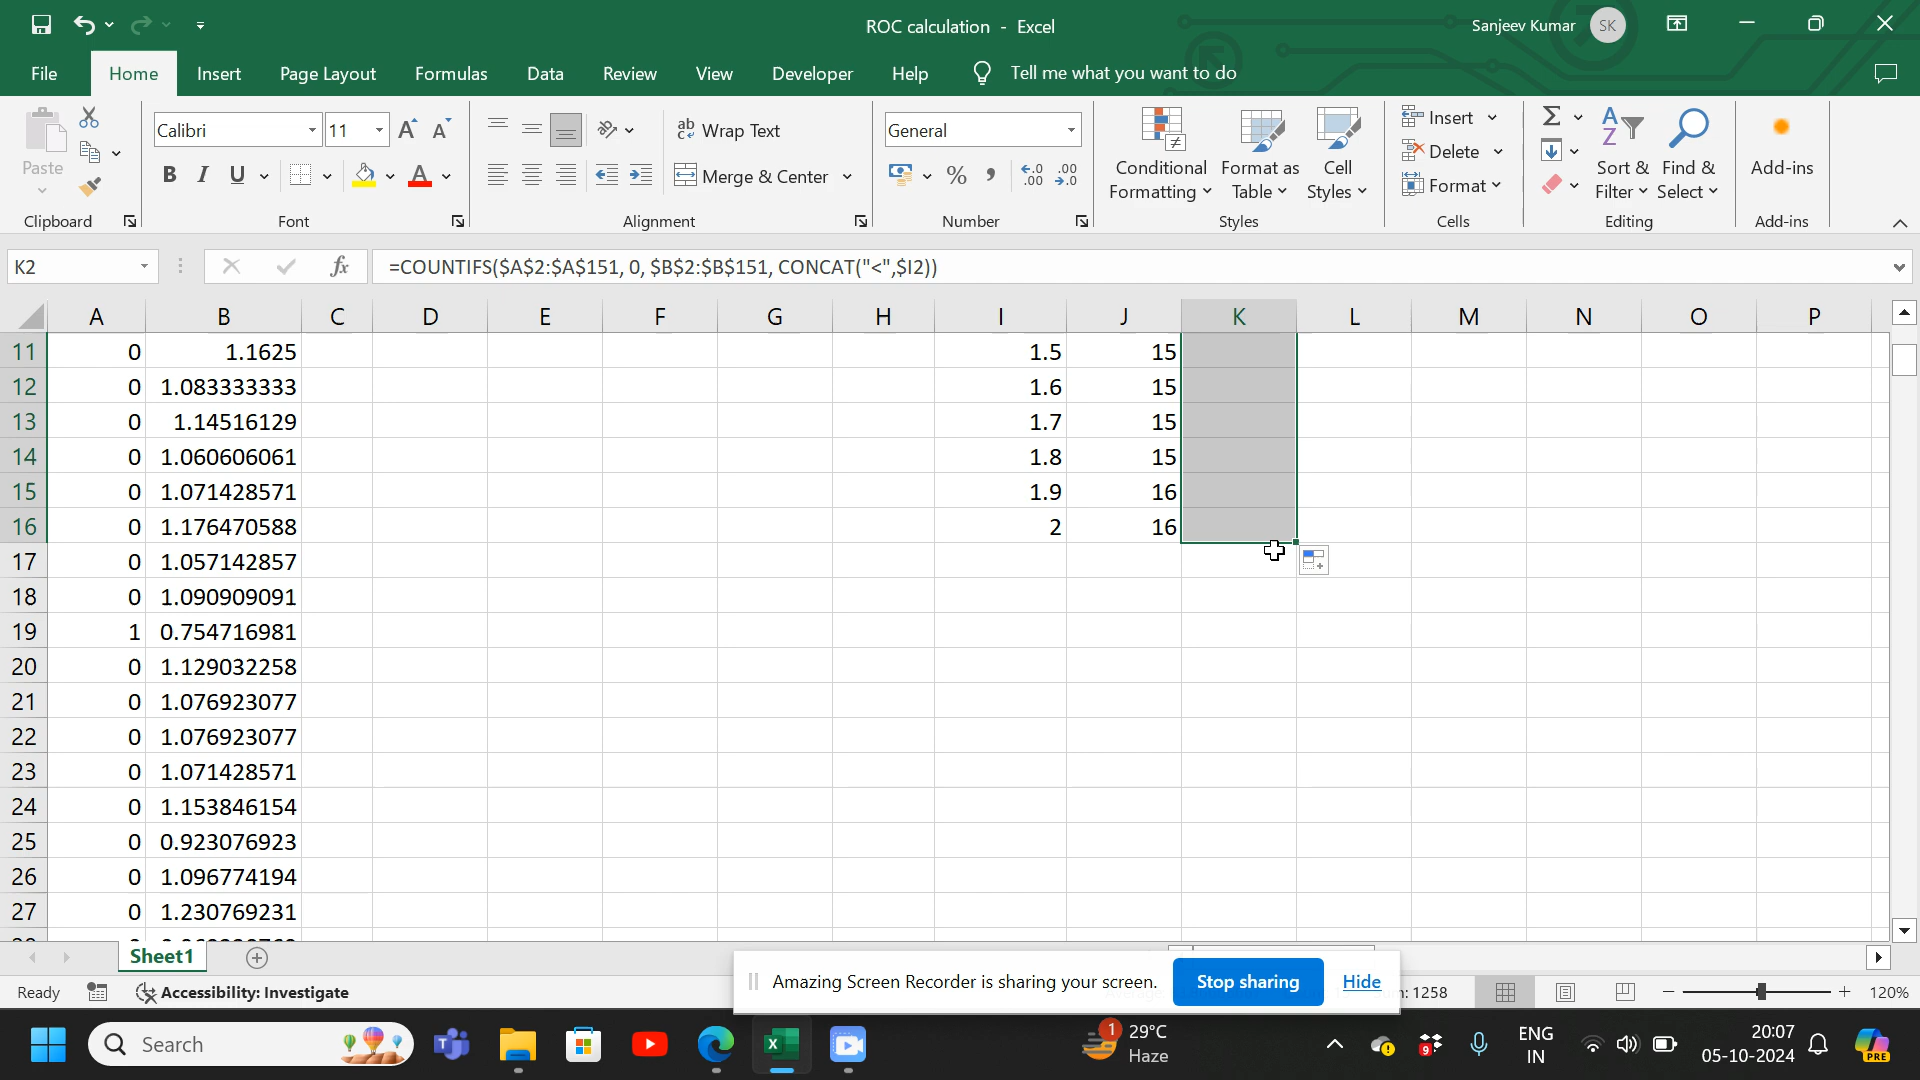 ROC calculation - Excel
Sanjeev Kumar SK
File Home Insert Page Layout Formulas Data Review View Developer Help Tell me what you want to do
Paste
Clipboard
Calibri 11
B I U
Font
Wrap Text
Merge & Center
Alignment
General
Number
Conditional Formatting
Format as Table
Cell Styles
Styles
Insert
Delete
Format
Cells
Sort & Filter
Find & Select
Editing
Add-ins
Add-ins
K2 =COUNTIFS($A$2:$A$151, 0, $B$2:$B$151, CONCAT("<",$I2))
A B C D E F G H I J K L M N O P
11 0 1.1625 1.5 15
12 0 1.083333333 1.6 15
13 0 1.14516129 1.7 15
14 0 1.060606061 1.8 15
15 0 1.071428571 1.9 16
16 0 1.176470588 2 16
17 0 1.057142857
18 0 1.090909091
19 1 0.754716981
20 0 1.129032258
21 0 1.076923077
22 0 1.076923077
23 0 1.071428571
24 0 1.153846154
25 0 0.923076923
26 0 1.096774194
27 0 1.230769231
Sheet1
Amazing Screen Recorder is sharing your screen. Stop sharing Hide
Ready Accessibility: Investigate 1258 120%
Search
1 29°C
Haze
9
ENG
IN
20:07
05-10-2024
PRE